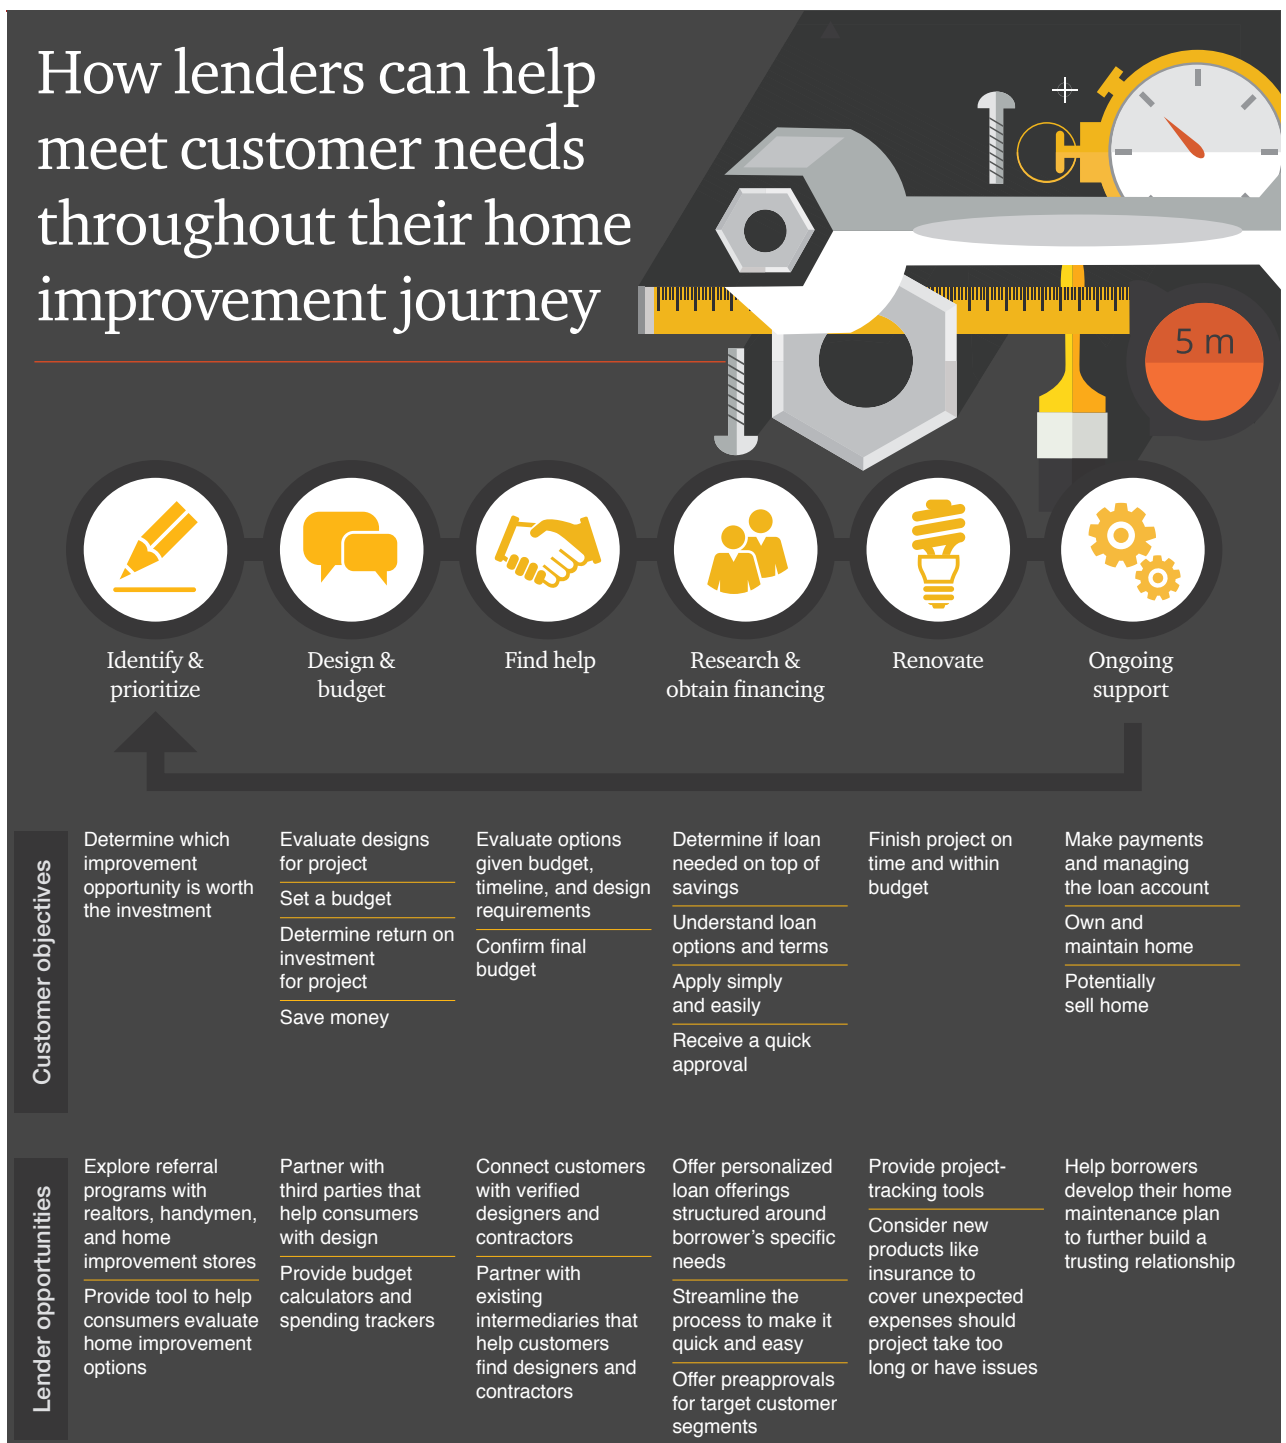 How lenders can help
meet customer needs
throughout their home
improvement journey
5 m
Identify &
prioritize
Design &
budget
Find help
Research &
obtain financing
Renovate
Ongoing
support
Customer objectives
Determine which
improvement
opportunity is worth
the investment
Evaluate designs
for project
Set a budget
Determine return on
investment
for project
Save money
Evaluate options
given budget,
timeline, and design
requirements
Confirm final
budget
Determine if loan
needed on top of
savings
Understand loan
options and terms
Apply simply
and easily
Receive a quick
approval
Finish project on
time and within
budget
Make payments
and managing
the loan account
Own and
maintain home
Potentially
sell home
Lender opportunities
Explore referral
programs with
realtors, handymen,
and home
improvement stores
Provide tool to help
consumers evaluate
home improvement
options
Partner with
third parties that
help consumers
with design
Provide budget
calculators and
spending trackers
Connect customers
with verified
designers and
contractors
Partner with
existing
intermediaries that
help customers
find designers and
contractors
Offer personalized
loan offerings
structured around
borrower’s specific
needs
Streamline the
process to make it
quick and easy
Offer preapprovals
for target customer
segments
Provide project-
tracking tools
Consider new
products like
insurance to
cover unexpected
expenses should
project take too
long or have issues
Help borrowers
develop their home
maintenance plan
to further build a
trusting relationship